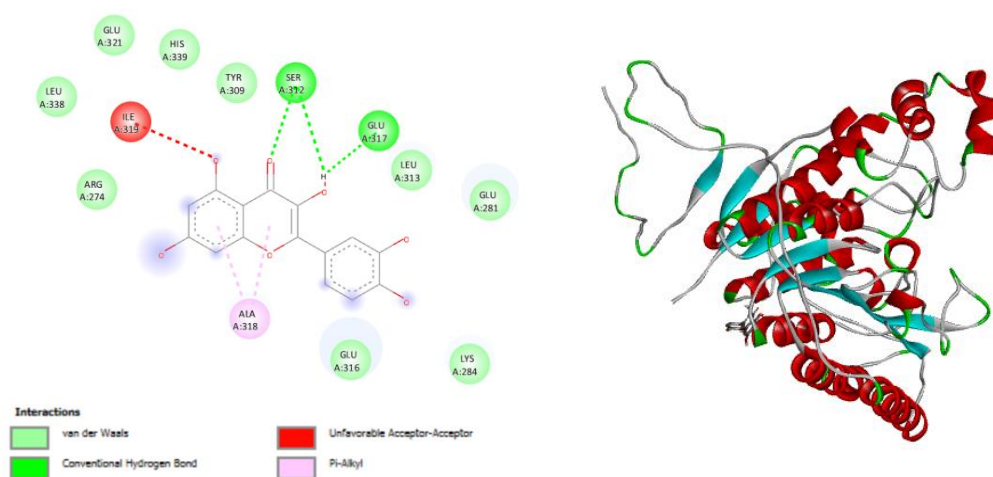 GLU
A:321
HIS
A:339
TYR
A:309
SER
A:312
LEU
A:338
ILE
A:319
GLU
A:317
LEU
A:313
ARG
A:274
GLU
A:281
O
O
H
O
O
O
O
O
ALA
A:318
GLU
A:316
LYS
A:284
Interactions
van der Waals
Unfavorable Acceptor-Acceptor
Conventional Hydrogen Bond
Pi-Alkyl